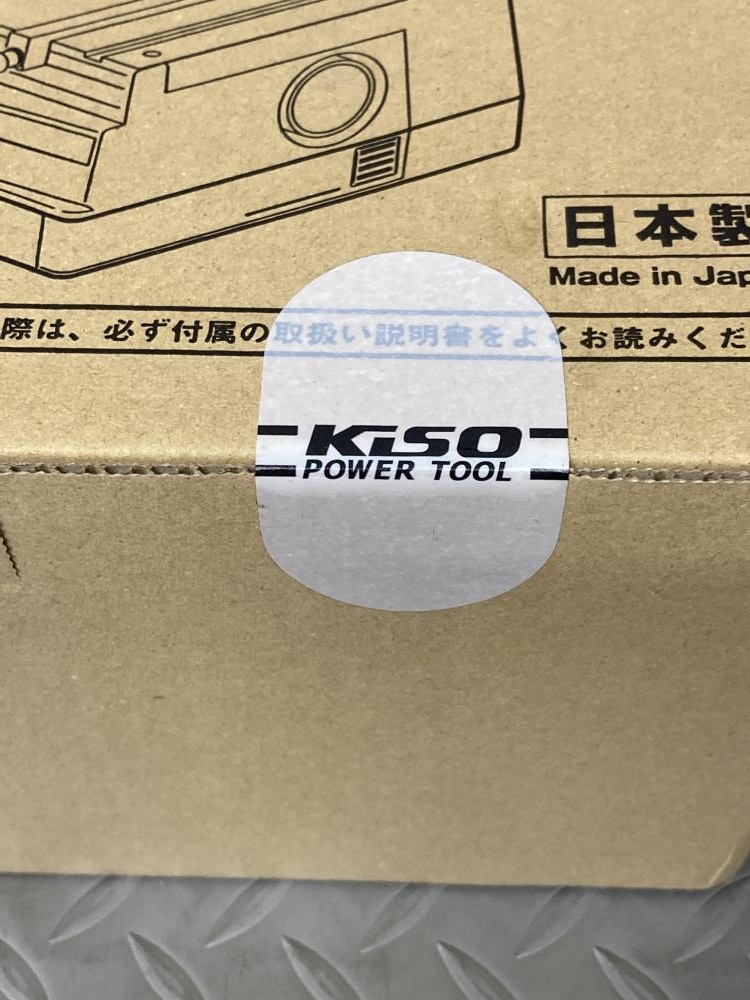 日本製
Made in Jap
際は、必ず付属の取扱い説明書をよくお読みくだ
KiSO
POWER TOOL